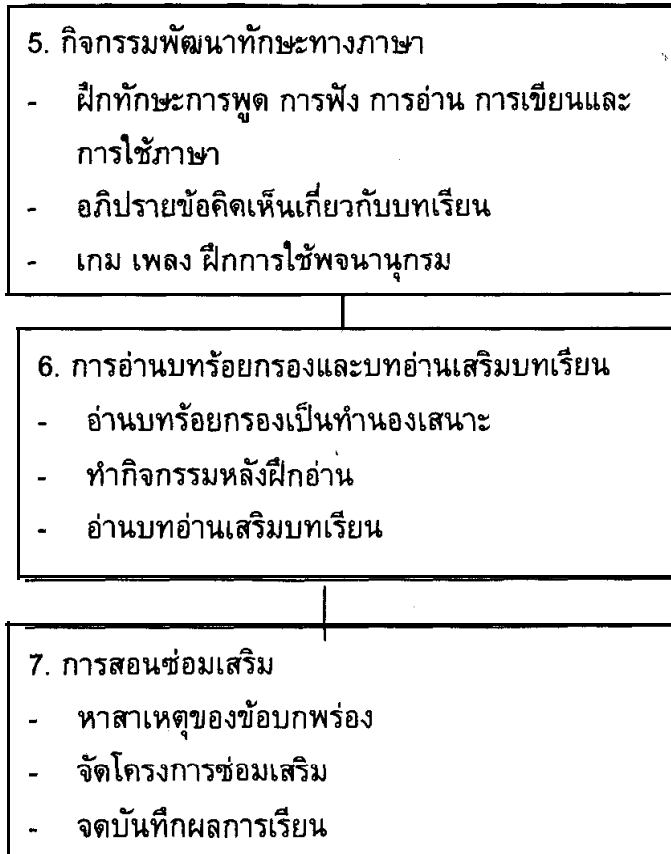 5. กิจกรรมพัฒนาทักษะทางภาษา
- ฝึกทักษะการพูด การฟัง การอ่าน การเขียนและ
การใช้ภาษา
- อภิปรายข้อคิดเห็นเกี่ยวกับบทเรียน
- เกม เพลง ฝึกการใช้พจนานุกรม
6. การอ่านบทร้อยกรองและบทอ่านเสริมบทเรียน
- อ่านบทร้อยกรองเป็นทำนองเสนาะ
- ทำกิจกรรมหลังฝึกอ่าน
- อ่านบทอ่านเสริมบทเรียน
7. การสอนซ่อมเสริม
- หาสาเหตุของข้อบกพร่อง
- จัดโครงการซ่อมเสริม
- จดบันทึกผลการเรียน